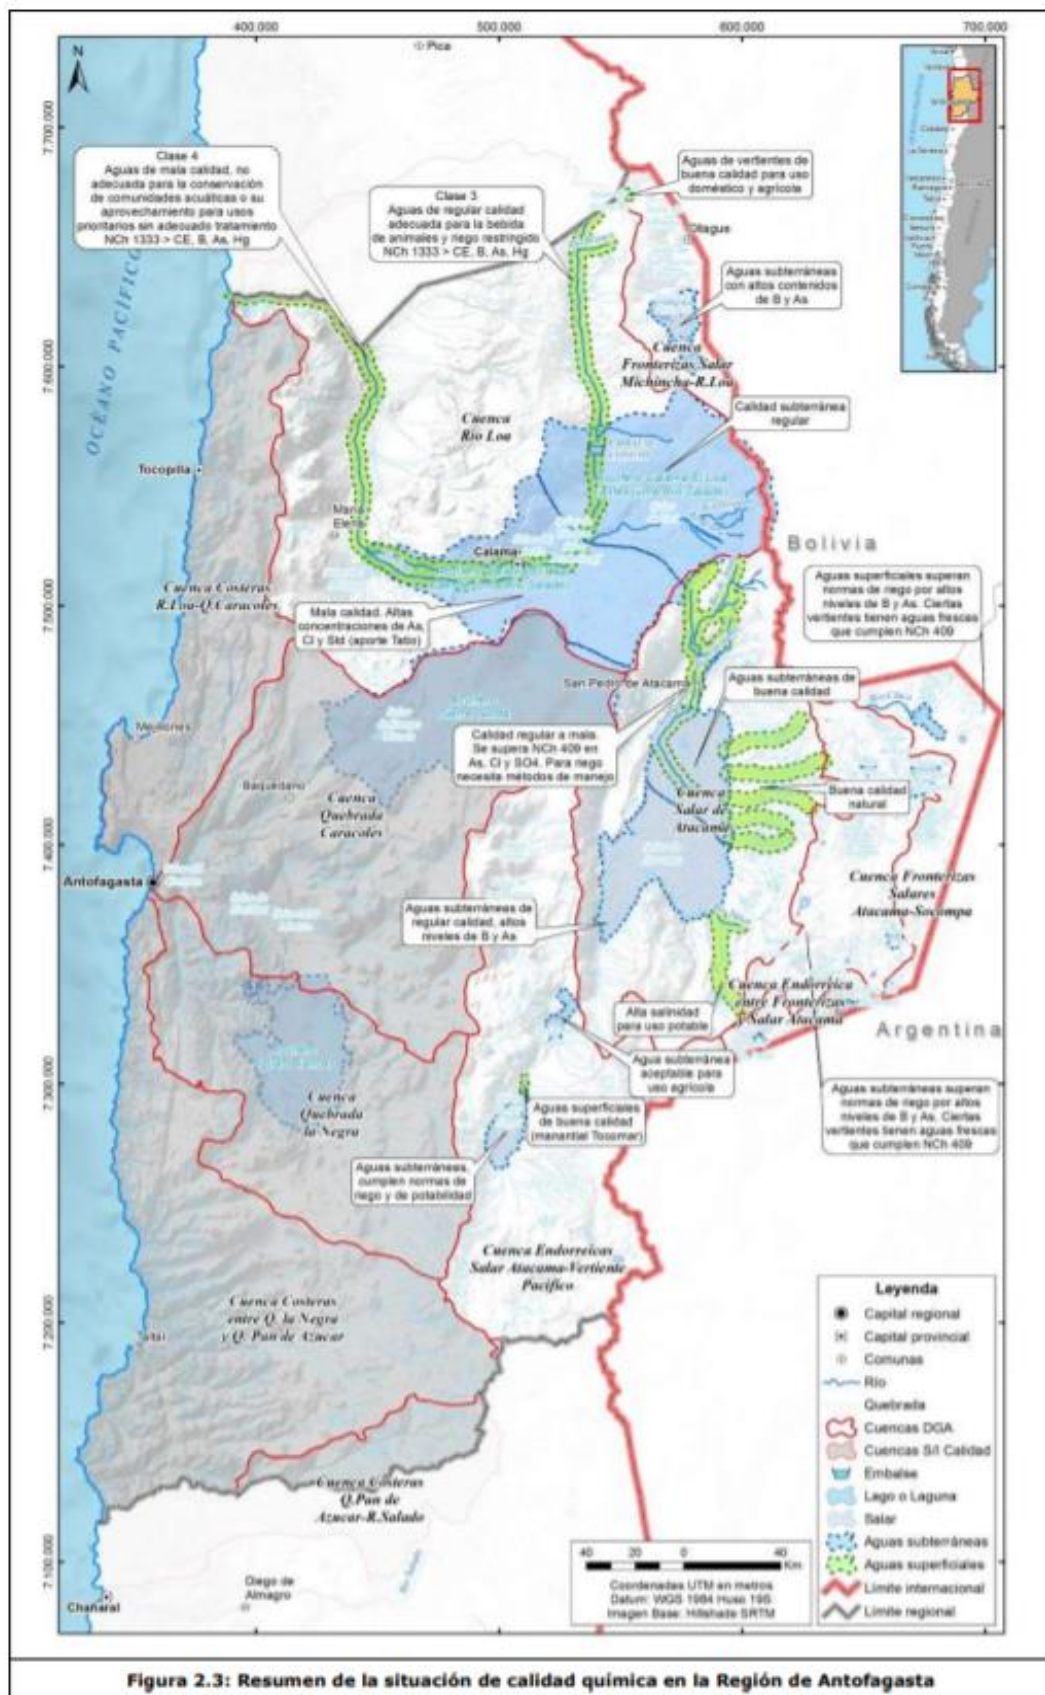 400.000
500.000
600.000
700.000
Pica
N
7.700.000
Clase 4
Aguas de mala calidad, no
adecuada para la conservación
de comunidades acuáticas o su
aprovechamiento para usos
prioritarios sin adecuado tratamiento
NCh 1333 > CE, B, As, Hg
Clase 3
Aguas de regular calidad
adecuada para la bebida
de animales y riego restringido
NCh 1333 > CE, B, As, Hg
Aguas de vertientes de
buena calidad para uso
doméstico y agrícola
Ollague
Aguas subterráneas
con altos contenidos
de B y As
OCÉANO PACÍFICO
7.600.000
Cuenca
Fronterizas Salar
Michincha-R.Loa
Cuenca
Rio Loa
Calidad subterránea
regular
Tocopilla
María
Elena
Calama
Bolivia
Cuenca Costeras
R.Loa-Q.Caracoles
7.500.000
Mala calidad. Altas
concentraciones de As,
Cl y Std (aporte Tatio)
Aguas superficiales superan
normas de riego por altos
niveles de B y As. Ciertas
vertientes tienen aguas frescas
que cumplen NCh 409
San Pedro de Atacama
Aguas subterráneas de
buena calidad
Mejillones
Calidad regular a mala.
Se supera NCh 409 en
As, Cl y SO4. Para riego
necesita métodos de manejo
Baquedano
Cuenca
Quebrada
Caracoles
Cuenca
Salar de
Atacama
Buena calidad
natural
7.400.000
Antofagasta
Cuenca Fronterizas
Salares
Atacama-Socompa
Aguas subterráneas de
regular calidad, altos
niveles de B y As
Alta salinidad
para uso potable
Cuenca Endorreica
entre Fronterizas
y Salar Atacama
Argentina
Agua subterránea
aceptable para
uso agrícola
7.300.000
Cuenca
Quebrada
la Negra
Aguas superficiales
de buena calidad
(manantial Tocomar)
Aguas subterráneas superan
normas de riego por altos
niveles de B y As. Ciertas
vertientes tienen aguas frescas
que cumplen NCh 409
Aguas subterráneas,
cumplen normas de
riego y de potabilidad
Cuenca Endorreicas
Salar Atacama-Vertiente
Pacifico
Cuenca Costeras
entre Q. la Negra
y Q. Pan de Azucar
7.200.000
Taltal
Cuenca Costeras
Q.Pan de
Azucar-R.Salado
7.100.000
Chañaral
Diego de
Almagro
Leyenda
Capital regional
Capital provincial
Comunas
Río
Quebrada
Cuencas DGA
Cuencas S/I Calidad
Embalse
Lago o Laguna
Salar
Aguas subterráneas
Aguas superficiales
Límite internacional
Límite regional
40 20 0 40
Km
Coordenadas UTM en metros
Datum: WGS 1984 Huso 19S
Imagen Base: Hillshade SRTM
Figura 2.3: Resumen de la situación de calidad química en la Región de Antofagasta